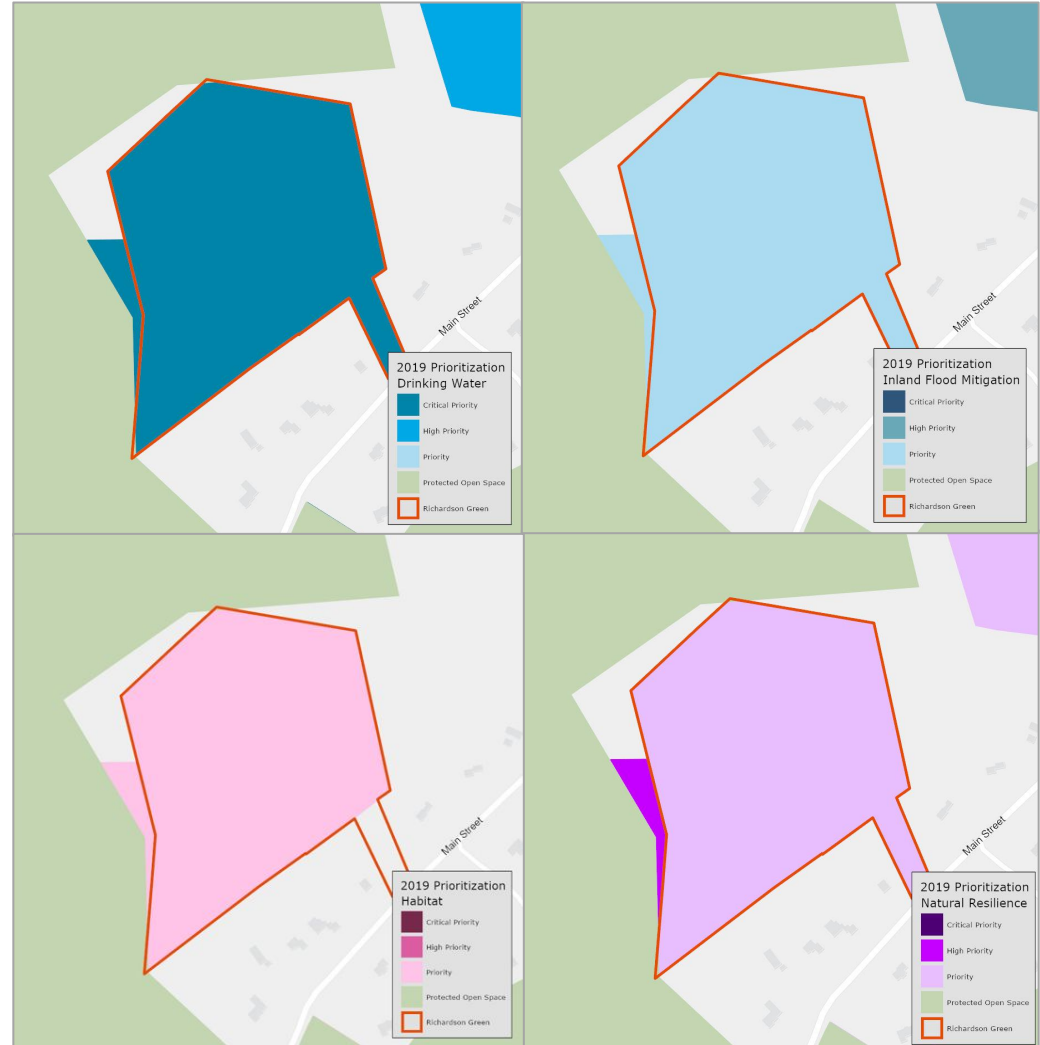 Main Street
2019 Prioritization
Drinking Water
Critical Priority
High Priority
Priority
Protected Open Space
Richardson Green
Main Street
2019 Prioritization
Inland Flood Mitigation
Critical Priority
High Priority
Priority
Protected Open Space
Richardson Green
Main Street
2019 Prioritization
Habitat
Critical Priority
High Priority
Priority
Protected Open Space
Richardson Green
Main Street
2019 Prioritization
Natural Resilience
Critical Priority
High Priority
Priority
Protected Open Space
Richardson Green